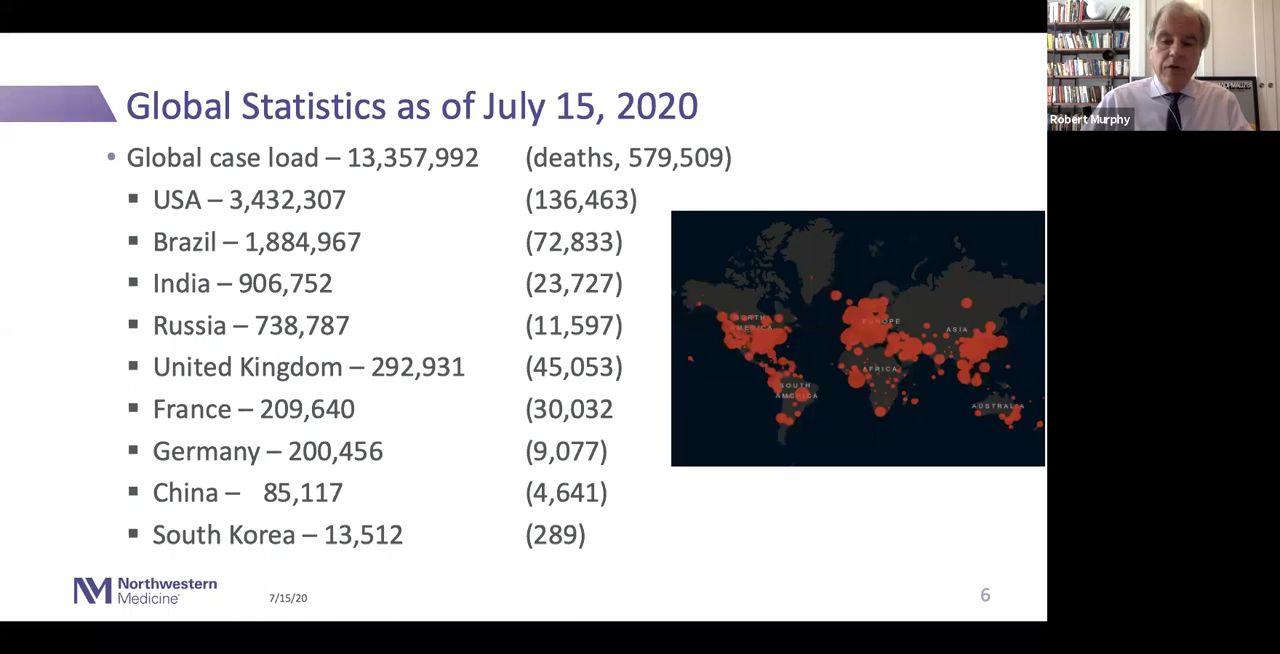 Global Statistics as of July 15, 2020
• Global case load – 13,357,992 (deaths, 579,509)
▪ USA – 3,432,307 (136,463)
▪ Brazil – 1,884,967 (72,833)
▪ India – 906,752 (23,727)
▪ Russia – 738,787 (11,597)
▪ United Kingdom – 292,931 (45,053)
▪ France – 209,640 (30,032
▪ Germany – 200,456 (9,077)
▪ China – 85,117 (4,641)
▪ South Korea – 13,512 (289)
NORTH
AMERICA
EUROPE
ASIA
AFRICA
SOUTH
AMERICA
AUSTRALIA
Northwestern
Medicine
7/15/20
6
Robert Murphy